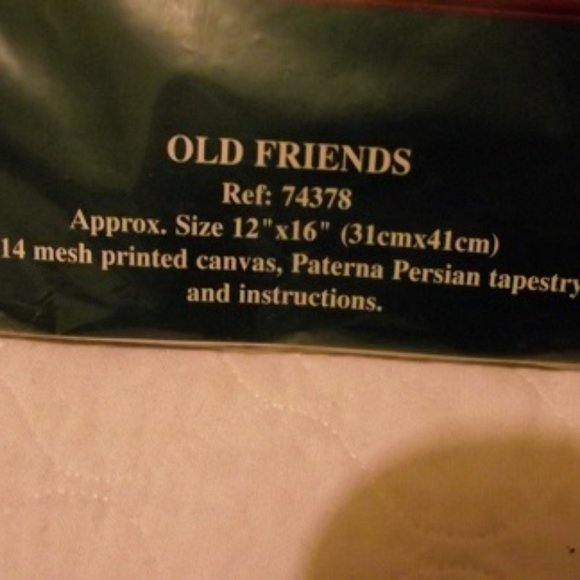 OLD FRIENDS
Ref: 74378
Approx. Size 12"x16" (31cmx41cm)
14 mesh printed canvas, Paterna Persian tapestry
and instructions.